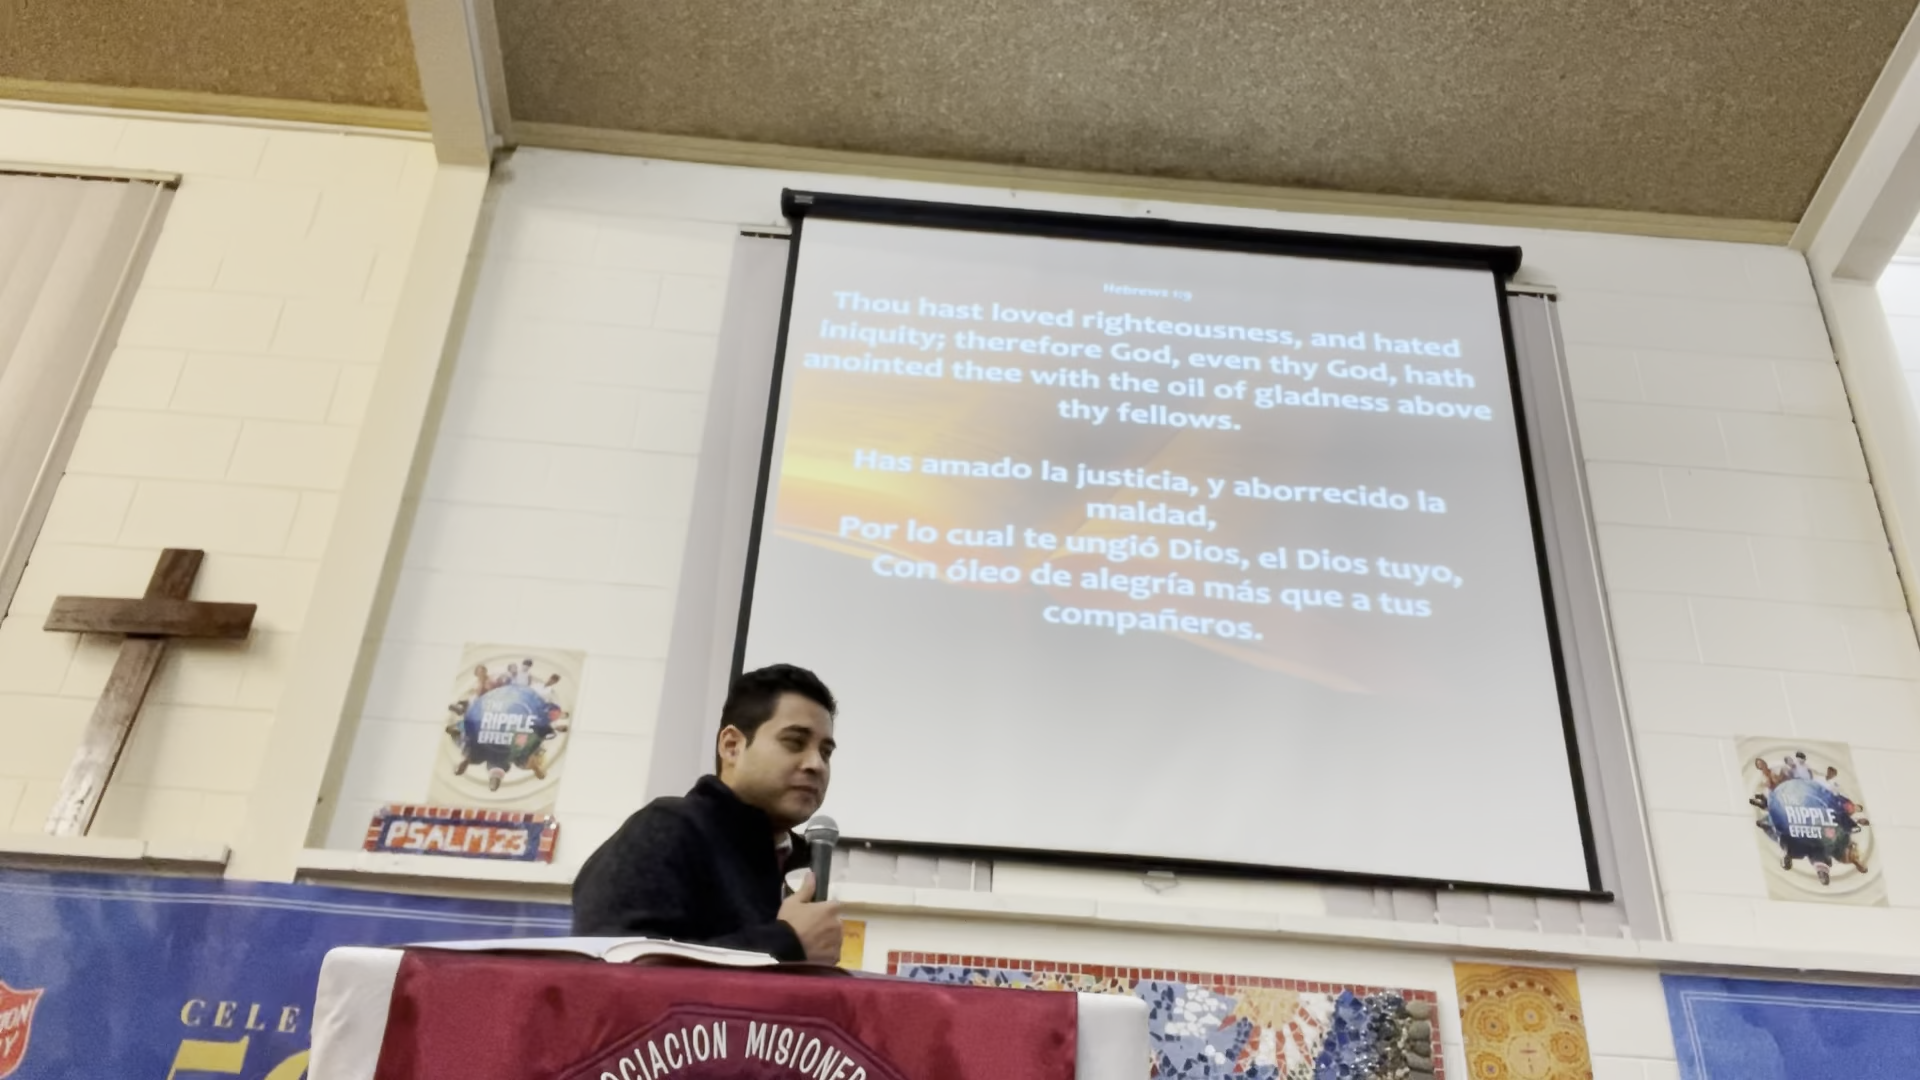 Hebrews 1:9
Thou hast loved righteousness, and hated
iniquity; therefore God, even thy God, hath
anointed thee with the oil of gladness above
thy fellows.
Has amado la justicia, y aborrecido la
maldad,
Por lo cual te ungió Dios, el Dios tuyo,
Con óleo de alegría más que a tus
compañeros.
THE
RIPPLE
EFFECT
PSALM 23
THE
RIPPLE
EFFECT
CELE
OCIACION MISIONE